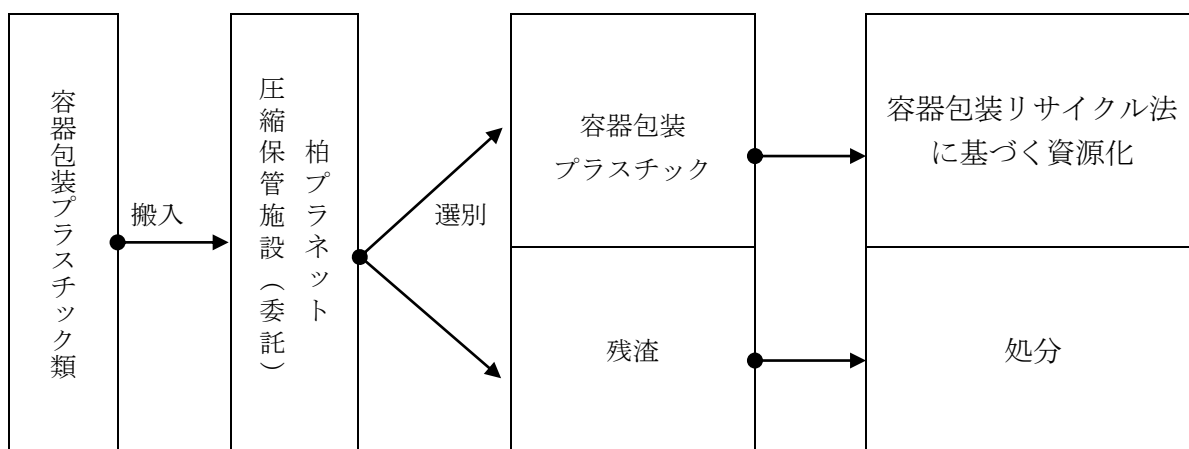 容器包装プラスチック類
搬入
柏プラネット
圧縮保管施設（委託）
選別
容器包装
プラスチック
容器包装リサイクル法
に基づく資源化
残渣
処分